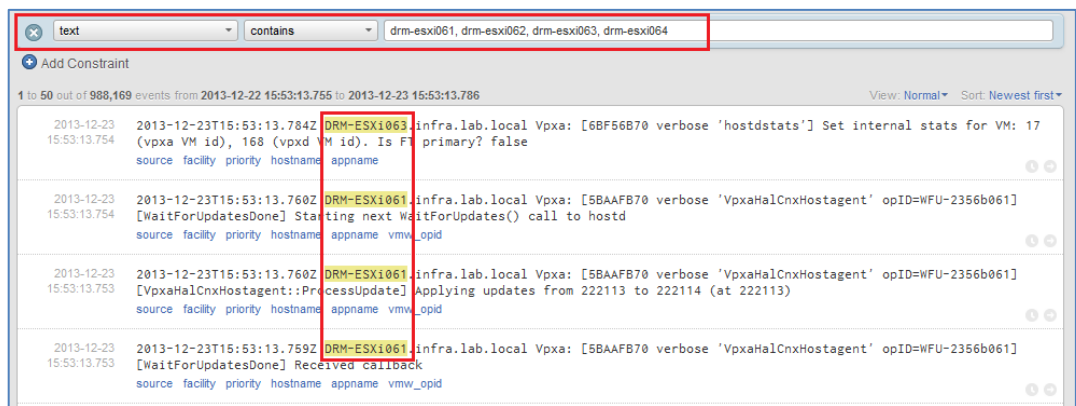 text contains drm-esxi061, drm-esxi062, drm-esxi063, drm-esxi064
Add Constraint
1 to 50 out of 988,169 events from 2013-12-22 15:53:13.755 to 2013-12-23 15:53:13.786 View: Normal Sort: Newest first
2013-12-23 2013-12-23T15:53:13.784Z DRM-ESXi063.infra.lab.local Vpxa: [6BF56B70 verbose 'hoststats'] Set internal stats for VM: 17
15:53:13.754 (vpxa VM id), 168 (vpxd VM id). Is FT primary? false
source facility priority hostname appname
2013-12-23 2013-12-23T15:53:13.760Z DRM-ESXi061.infra.lab.local Vpxa: [5BAAFB70 verbose 'VpxaHalCnxHostagent' opID=WFU-2356b061]
15:53:13.754 [WaitForUpdatesDone] Starting next WaitForUpdates() call to hostd
source facility priority hostname appname vmw_opid
2013-12-23 2013-12-23T15:53:13.760Z DRM-ESXi061.infra.lab.local Vpxa: [5BAAFB70 verbose 'VpxaHalCnxHostagent' opID=WFU-2356b061]
15:53:13.753 [VpxaHalCnxHostagent::ProcessUpdate] Applying updates from 222113 to 222114 (at 222113)
source facility priority hostname appname vmw_opid
2013-12-23 2013-12-23T15:53:13.759Z DRM-ESXi061.infra.lab.local Vpxa: [5BAAFB70 verbose 'VpxaHalCnxHostagent' opID=WFU-2356b061]
15:53:13.753 [WaitForUpdatesDone] Received callback
source facility priority hostname appname vmw_opid